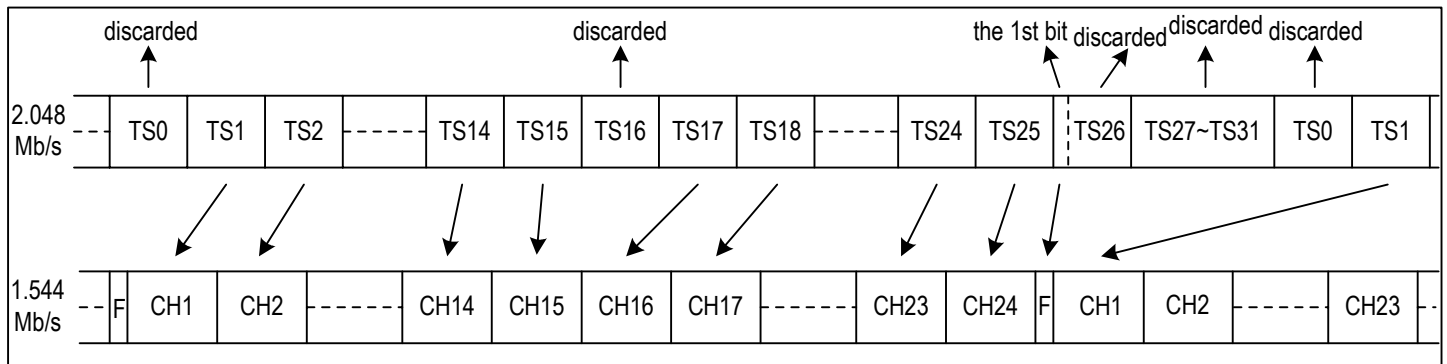 discarded discarded the 1st bit discarded discarded discarded
2.048 Mb/s TS0 TS1 TS2 TS14 TS15 TS16 TS17 TS18 TS24 TS25 TS26 TS27~TS31 TS0 TS1
1.544 Mb/s F CH1 CH2 CH14 CH15 CH16 CH17 CH23 CH24 F CH1 CH2 CH23